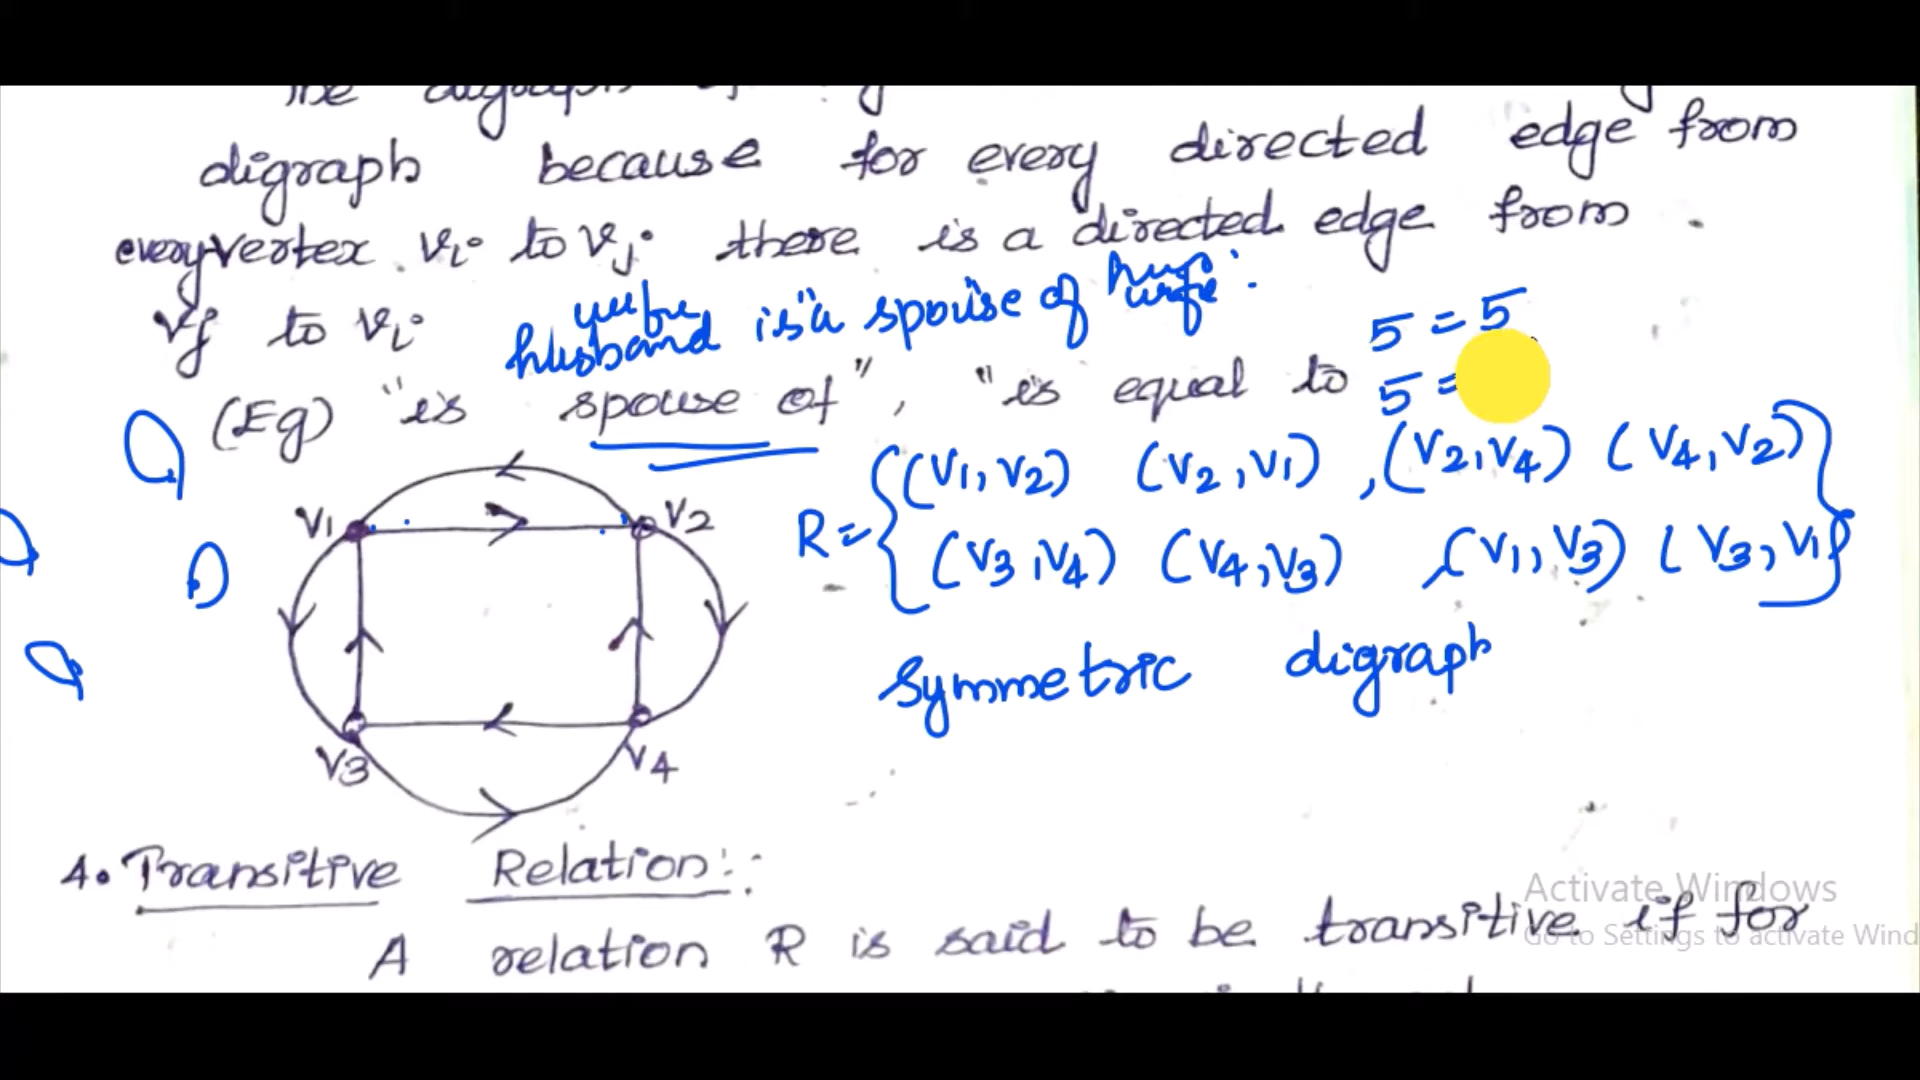 The digraph
digraph because for every directed edge from
every vertex vi to vj there is a directed edge from
vj to vi
wife hus
husband is "a spouse of wife.
5 = 5
(Eg) "is spouse of", "is equal to 5 =
R = { (V1, V2) (V2, V1) , (V2, V4) (V4, V2)
(V3, V4) (V4, V3) , (V1, V3) (V3, V1) }
V1 V2
symmetric digraph
V3 V4
4. Transitive Relation:-
Activate Windows
A relation R is said to be transitive if for
Go to Settings to activate Wind